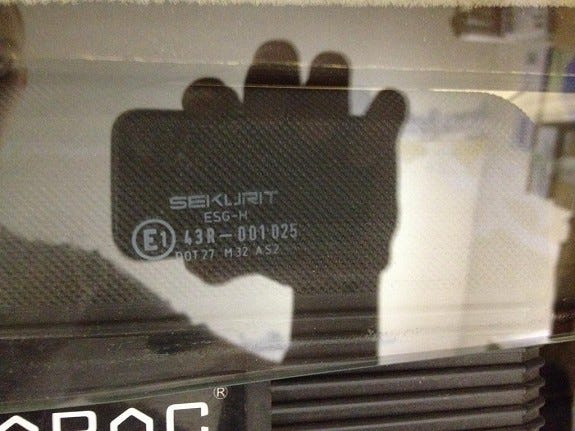 SEKURIT
ESG-H
E1 43R-001025
DOT27 M32 AS2
®